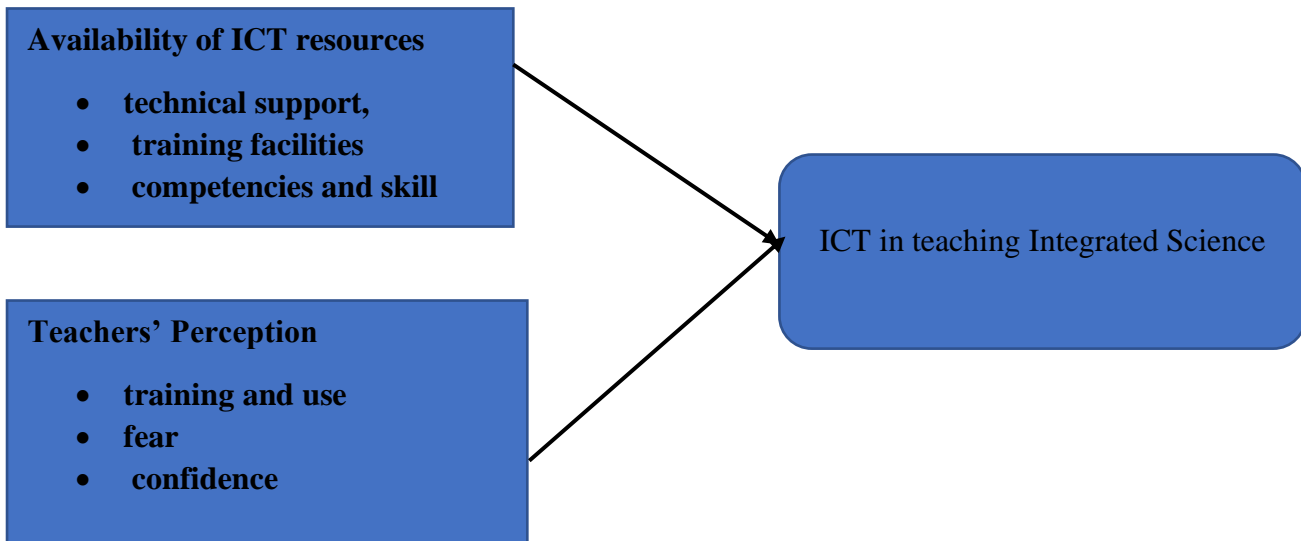 Availability of ICT resources
• technical support,
• training facilities
• competencies and skill
Teachers’ Perception
• training and use
• fear
• confidence
ICT in teaching Integrated Science